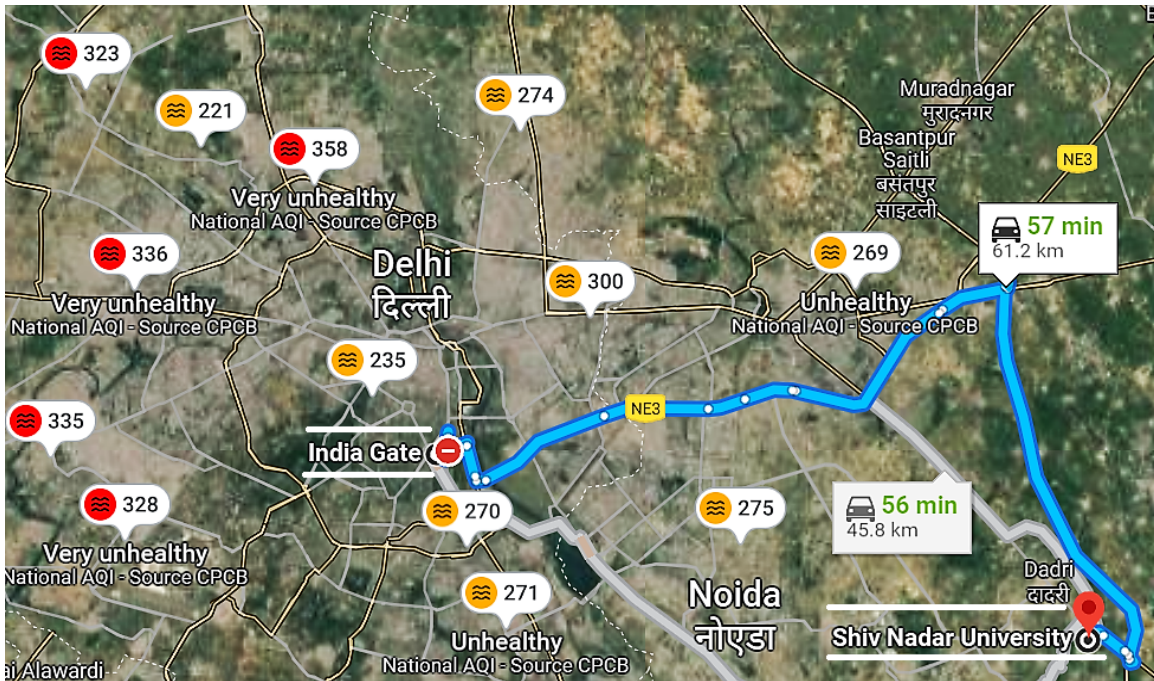 323
221
274
358
Very unhealthy
National AQI - Source CPCB
Muradnagar
मुरादनगर
Basantpur
Saitli
बसंतपुर
साइटली
NE3
57 min
61.2 km
336
Very unhealthy
National AQI - Source CPCB
Delhi
दिल्ली
300
269
Unhealthy
National AQI - Source CPCB
235
NE3
335
India Gate
328
Very unhealthy
National AQI - Source CPCB
270
275
56 min
45.8 km
271
Unhealthy
National AQI - Source CPCB
Noida
नोएडा
Dadri
दादरी
Shiv Nadar University
ai Alawardi